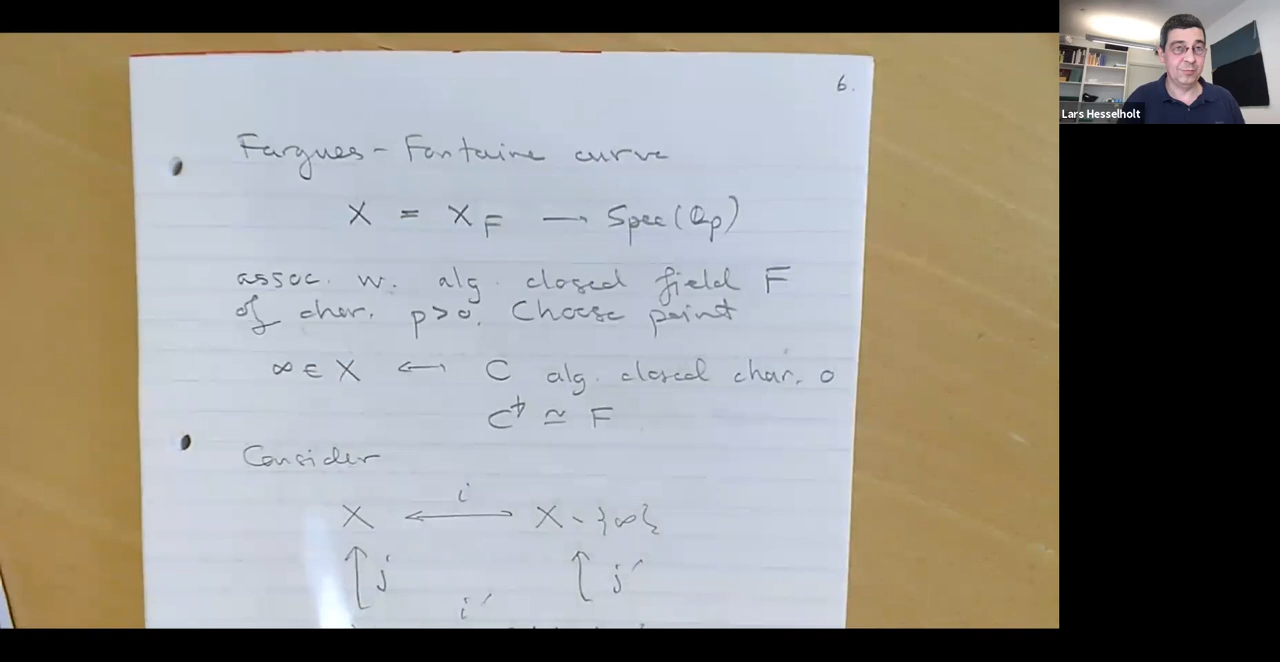 6.
Lars Hesselholt
Fargues-Fontaine curve
X = X_F → Spec(Q_p)
assoc. w. alg. closed field F
of char. p>0. Choose point
∞ ∈ X ↔ C alg. closed char. 0
C^♭ ≃ F
Consider
X ← i X ∖ {∞}
↑ j ↑ j′
i′